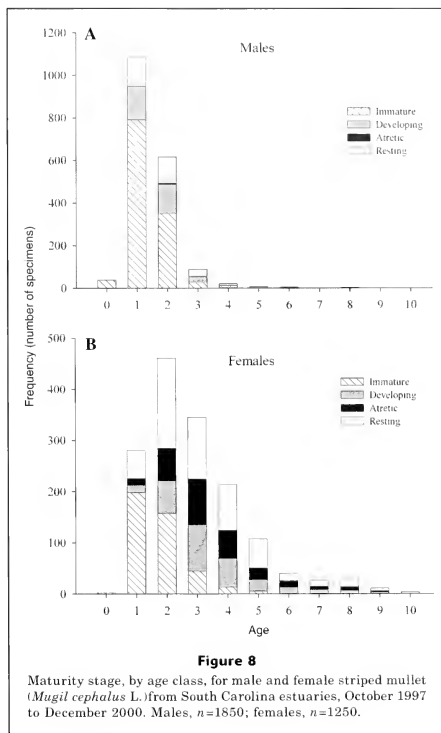 A
Males
1200
1000
800
600
400
200
0
Immature
Developing
Atretic
Resting
0 1 2 3 4 5 6 7 8 9 10
Frequency (number of specimens)
B
Females
500
400
300
200
100
0
Immature
Developing
Atretic
Resting
0 1 2 3 4 5 6 7 8 9 10
Age
Figure 8
Maturity stage, by age class, for male and female striped mullet
(Mugil cephalus L.)from South Carolina estuaries, October 1997
to December 2000. Males, n=1850; females, n=1250.